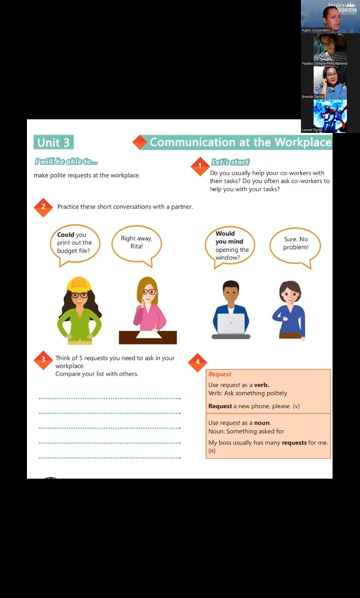 Unit 3
Communication at the Workplace
I will be able to...
make polite requests at the workplace.
1
Let's start
Do you usually help your co-workers with
their tasks? Do you often ask co-workers to
help you with your tasks?
2
Practice these short conversations with a partner.
Could you
print out the
budget file?
Right away,
Rita!
Would
you mind
opening the
window?
Sure. No
problem!
3
Think of 5 requests you need to ask in your
workplace.
Compare your list with others.
4
Request
Use request as a verb.
Verb: Ask something politely
Request a new phone, please. (v)
Use request as a noun.
Noun: Something asked for
My boss usually has many requests for me.
(n)